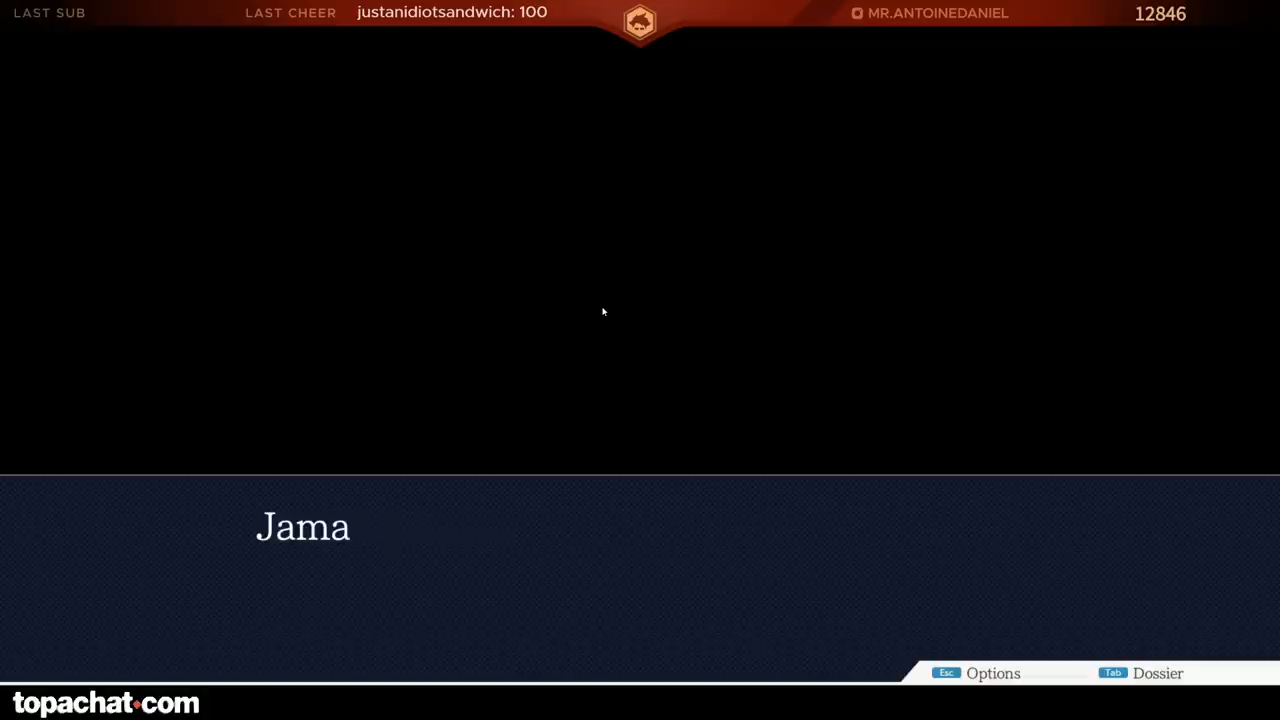 LAST SUB LAST CHEER justanidiotsandwich: 100 MR.ANTOINEDANIEL 12846
Jama
Esc Options Tab Dossier
topachat.com